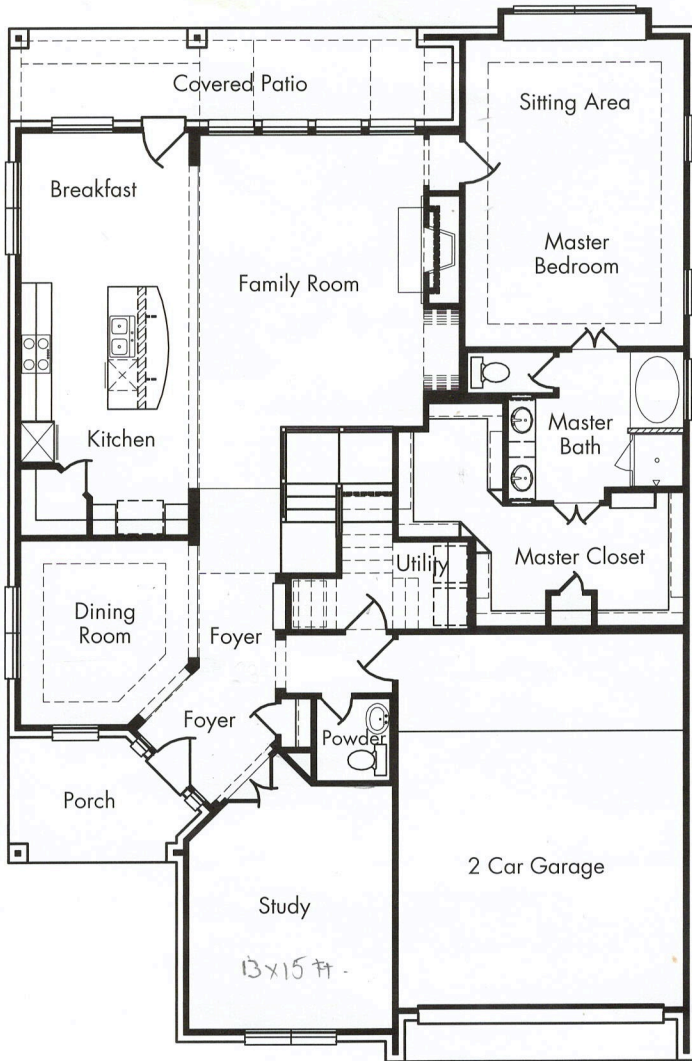 Covered Patio
Sitting Area
Breakfast
Master
Bedroom
Family Room
Master
Bath
Kitchen
Utility
Master Closet
Dining
Room
Foyer
Foyer
Powder
Porch
2 Car Garage
Study
13x15 ft.